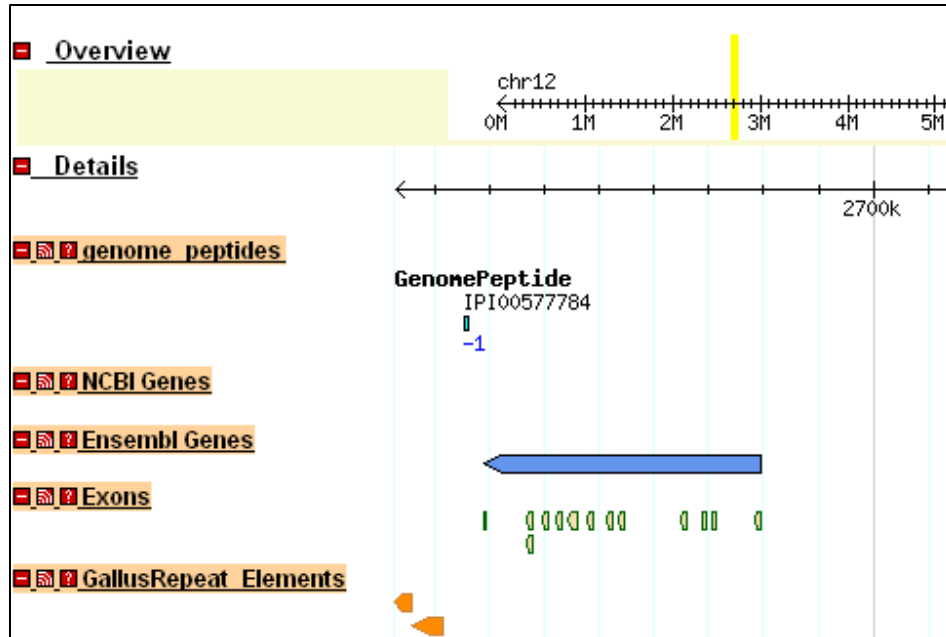 Overview
chr12
0M 1M 2M 3M 4M 5M
Details
2700k
? genome_peptides
GenomePeptide
IPI00577784
-1
? NCBI Genes
? Ensembl Genes
? Exons
? GallusRepeat_Elements